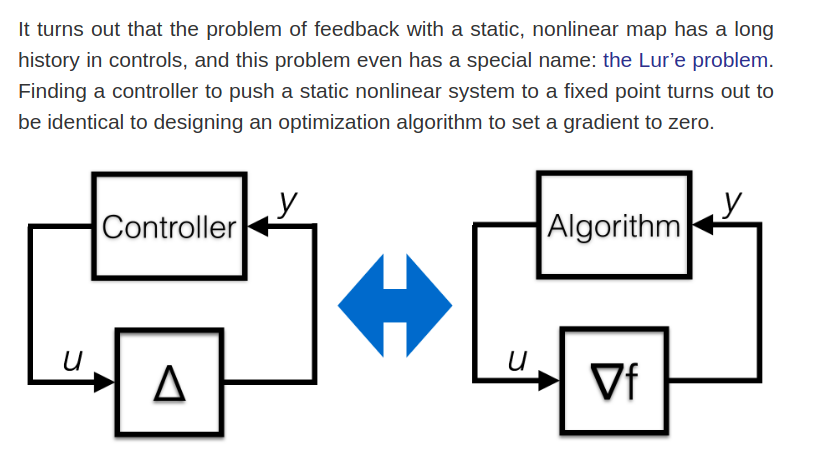 It turns out that the problem of feedback with a static, nonlinear map has a long
history in controls, and this problem even has a special name: the Lur'e problem.
Finding a controller to push a static nonlinear system to a fixed point turns out to
be identical to designing an optimization algorithm to set a gradient to zero.
Controller
y
u
Δ
Algorithm
y
u
∇f